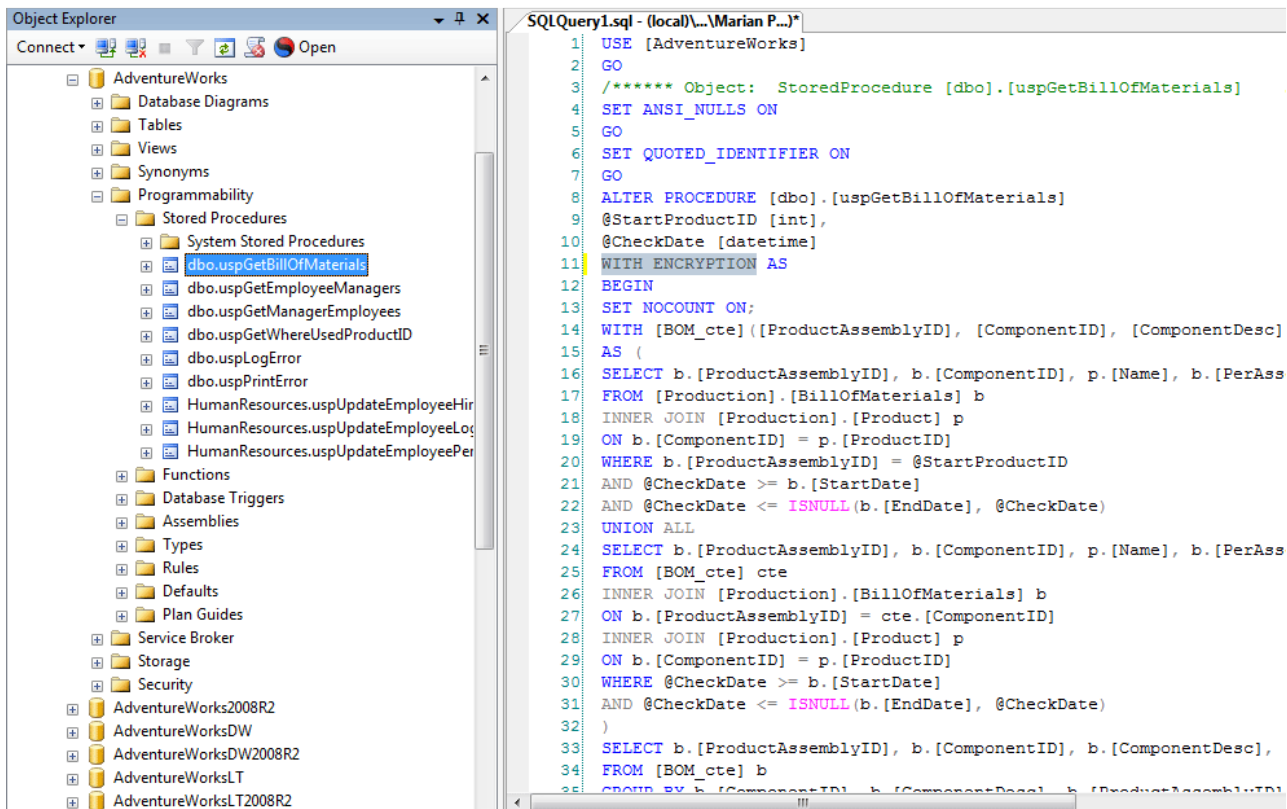 Object Explorer
Connect Open
AdventureWorks
Database Diagrams
Tables
Views
Synonyms
Programmability
Stored Procedures
System Stored Procedures
dbo.uspGetBillOfMaterials
dbo.uspGetEmployeeManagers
dbo.uspGetManagerEmployees
dbo.uspGetWhereUsedProductID
dbo.uspLogError
dbo.uspPrintError
HumanResources.uspUpdateEmployeeHir
HumanResources.uspUpdateEmployeeLog
HumanResources.uspUpdateEmployeePer
Functions
Database Triggers
Assemblies
Types
Rules
Defaults
Plan Guides
Service Broker
Storage
Security
AdventureWorks2008R2
AdventureWorksDW
AdventureWorksDW2008R2
AdventureWorksLT
AdventureWorksLT2008R2
SQLQuery1.sql - (local)\...\Marian P...)*
1 USE [AdventureWorks]
2 GO
3 /****** Object: StoredProcedure [dbo].[uspGetBillOfMaterials]
4 SET ANSI_NULLS ON
5 GO
6 SET QUOTED_IDENTIFIER ON
7 GO
8 ALTER PROCEDURE [dbo].[uspGetBillOfMaterials]
9 @StartProductID [int],
10 @CheckDate [datetime]
11 WITH ENCRYPTION AS
12 BEGIN
13 SET NOCOUNT ON;
14 WITH [BOM_cte]([ProductAssemblyID], [ComponentID], [ComponentDesc]
15 AS (
16 SELECT b.[ProductAssemblyID], b.[ComponentID], p.[Name], b.[PerAss
17 FROM [Production].[BillOfMaterials] b
18 INNER JOIN [Production].[Product] p
19 ON b.[ComponentID] = p.[ProductID]
20 WHERE b.[ProductAssemblyID] = @StartProductID
21 AND @CheckDate >= b.[StartDate]
22 AND @CheckDate <= ISNULL(b.[EndDate], @CheckDate)
23 UNION ALL
24 SELECT b.[ProductAssemblyID], b.[ComponentID], p.[Name], b.[PerAss
25 FROM [BOM_cte] cte
26 INNER JOIN [Production].[BillOfMaterials] b
27 ON b.[ProductAssemblyID] = cte.[ComponentID]
28 INNER JOIN [Production].[Product] p
29 ON b.[ComponentID] = p.[ProductID]
30 WHERE @CheckDate >= b.[StartDate]
31 AND @CheckDate <= ISNULL(b.[EndDate], @CheckDate)
32 )
33 SELECT b.[ProductAssemblyID], b.[ComponentID], b.[ComponentDesc],
34 FROM [BOM_cte] b
35 GROUP BY b.[ComponentID], b.[ComponentDesc], b.[ProductAssemblyID]